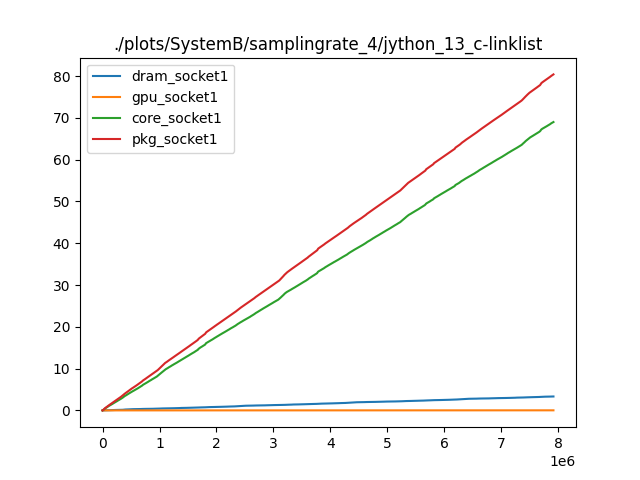 ./plots/SystemB/samplingrate_4/jython_13_c-linklist
dram_socket1
gpu_socket1
core_socket1
pkg_socket1
80
70
60
50
40
30
20
10
0
0 1 2 3 4 5 6 7 8
1e6